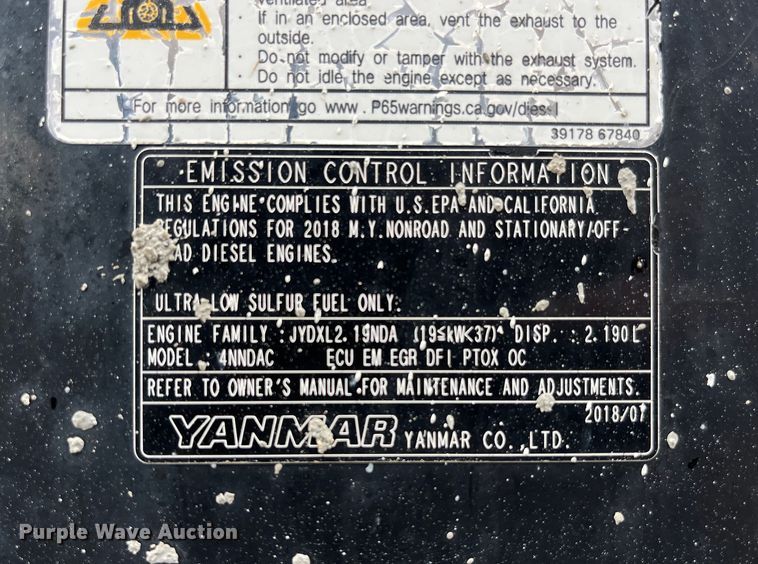 ventilated area
· If in an enclosed area, vent the exhaust to the
outside.
· Do not modify or tamper with the exhaust system.
· Do not idle the engine except as necessary.
For more information go www. P65warnings.ca.gov/diesel
39178 67840
EMISSION CONTROL INFORMATION
THIS ENGINE COMPLIES WITH U.S.EPA AND CALIFORNIA
REGULATIONS FOR 2018 M.Y.NONROAD AND STATIONARY/OFF-
AD DIESEL ENGINES.
ULTRA LOW SULFUR FUEL ONLY.
ENGINE FAMILY : JYDXL2.19NDA (19≤kW<37) DISP. : 2.190L
MODEL : 4NNDAC ECU EM EGR DFI PTOX OC
REFER TO OWNER'S MANUAL FOR MAINTENANCE AND ADJUSTMENTS.
2018/01
YANMAR YANMAR CO., LTD.
Purple Wave Auction